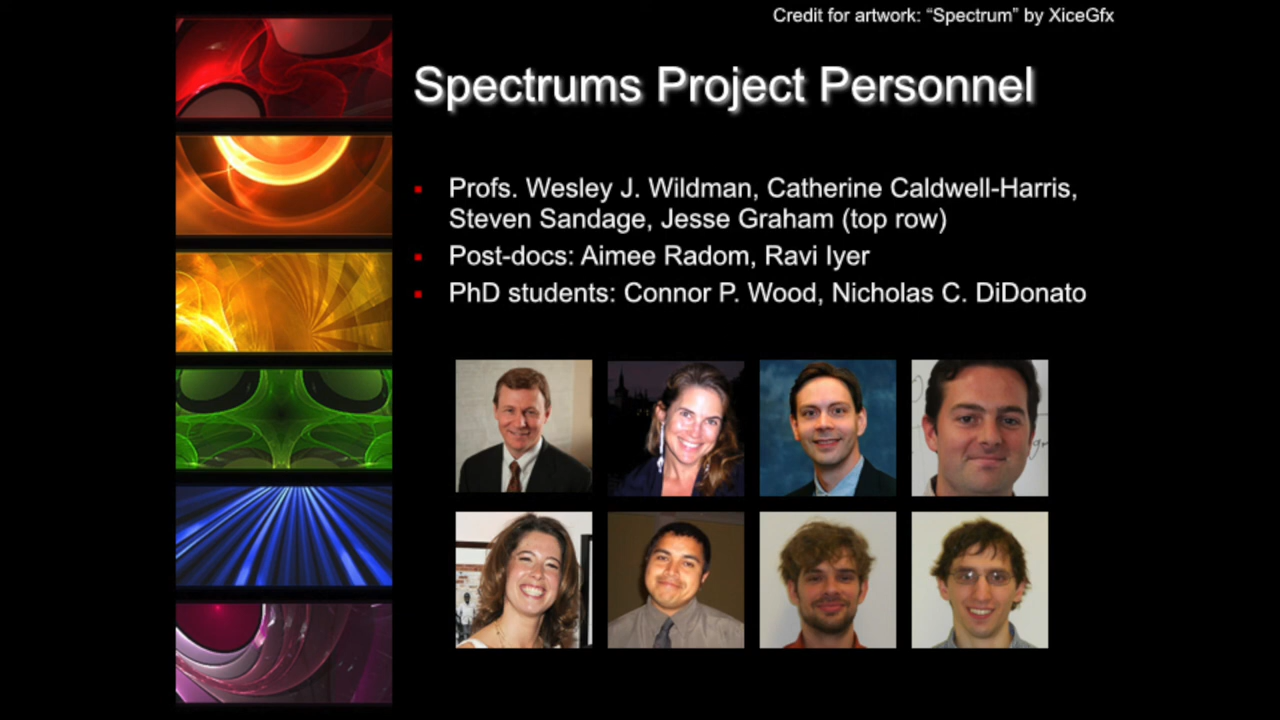 Credit for artwork: “Spectrum” by XiceGfx
Spectrums Project Personnel
Profs. Wesley J. Wildman, Catherine Caldwell-Harris,
Steven Sandage, Jesse Graham (top row)
Post-docs: Aimee Radom, Ravi Iyer
PhD students: Connor P. Wood, Nicholas C. DiDonato